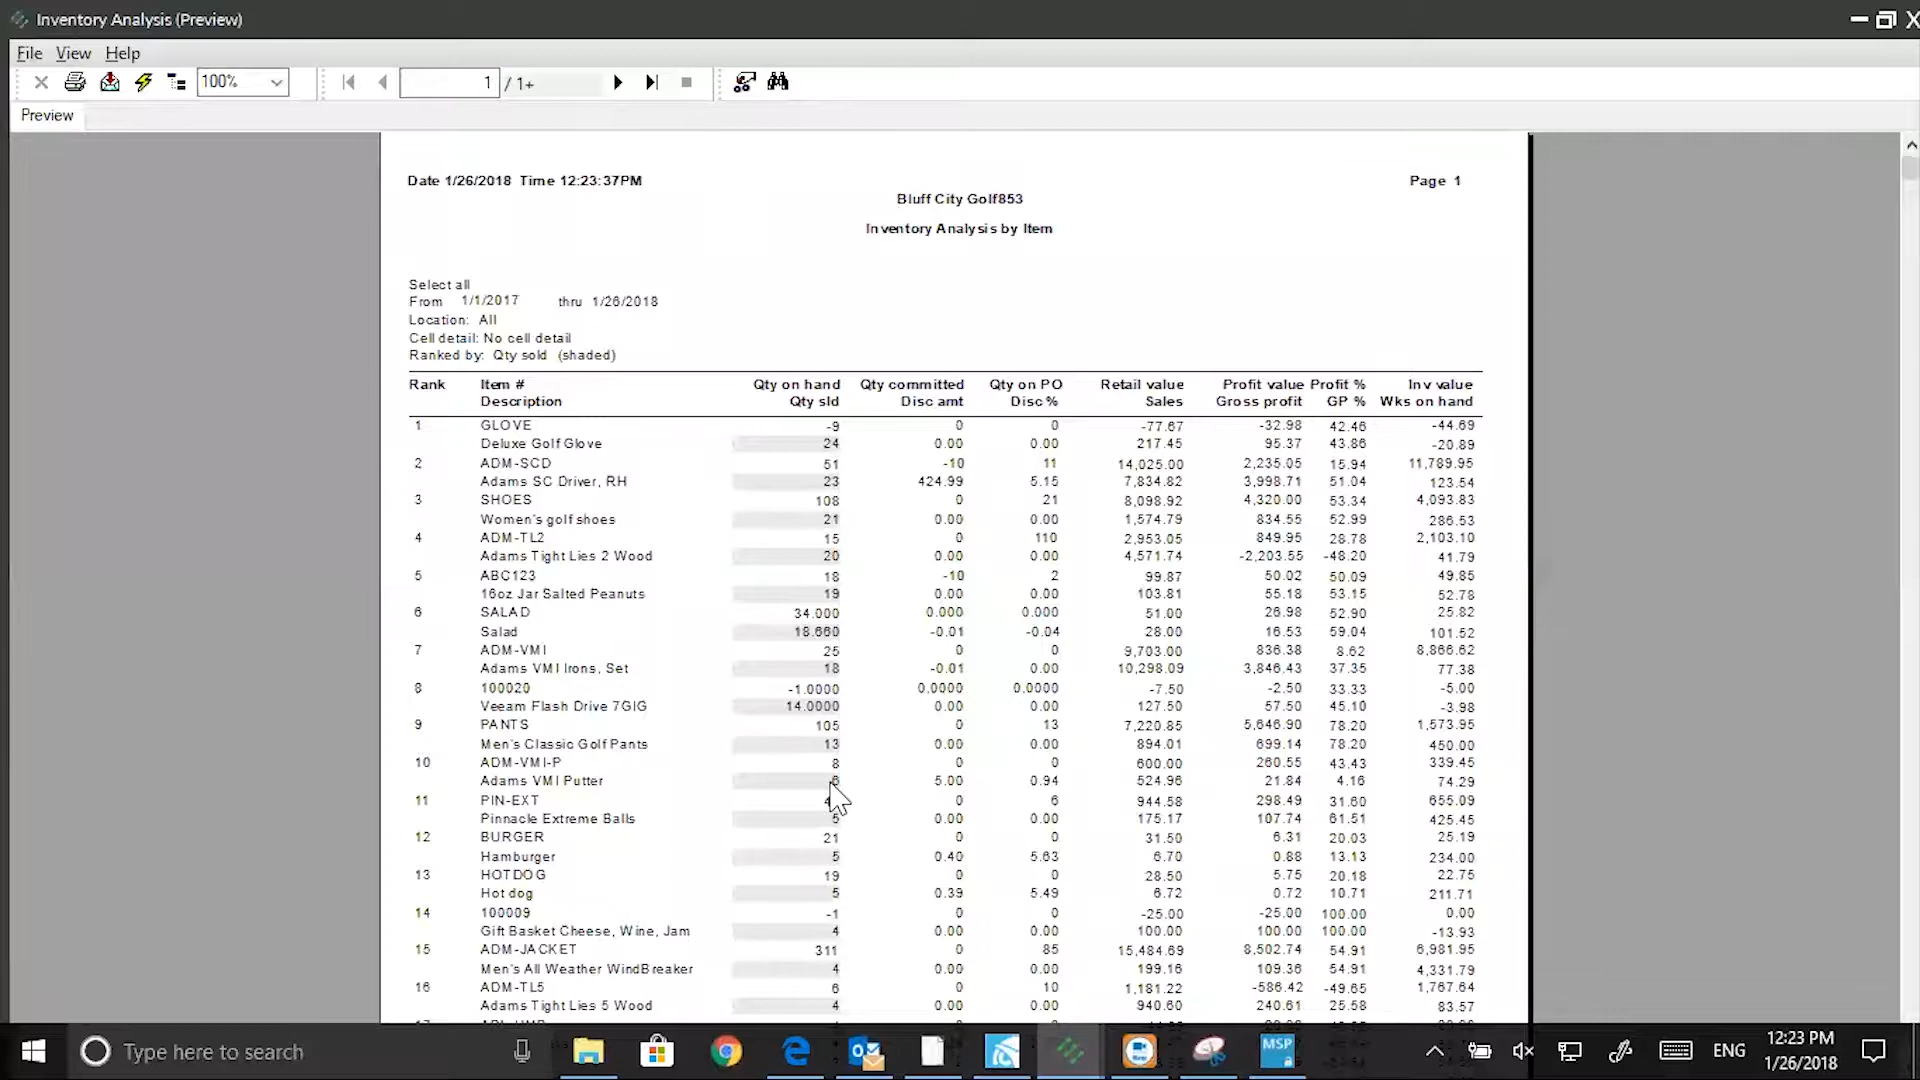 Inventory Analysis (Preview)
File View Help
100% 1 / 1+
Preview
Date 1/26/2018 Time 12:23:37PM Page 1
Bluff City Golf853
Inventory Analysis by Item
Select all
From 1/1/2017 thru 1/26/2018
Location: All
Cell detail: No cell detail
Ranked by: Qty sold (shaded)
Rank Item # Qty on hand Qty committed Qty on PO Retail value Profit value Profit % Inv value
Description Qty sld Disc amt Disc % Sales Gross profit GP % Wks on hand
1 GLOVE -9 0 0 -77.67 -32.98 42.46 -44.69
Deluxe Golf Glove 24 0.00 0.00 217.45 95.37 43.86 -20.89
2 ADM-SCD 51 -10 11 14,025.00 2,235.05 15.94 11,789.95
Adams SC Driver, RH 23 424.99 5.15 7,834.82 3,998.71 51.04 123.54
3 SHOES 108 0 21 8,098.92 4,320.00 53.34 4,093.83
Women's golf shoes 21 0.00 0.00 1,574.79 834.55 52.99 286.53
4 ADM-TL2 15 0 110 2,953.05 849.95 28.78 2,103.10
Adams Tight Lies 2 Wood 20 0.00 0.00 4,571.74 -2,203.55 -48.20 41.79
5 ABC123 18 -10 2 99.87 50.02 50.09 49.85
16oz Jar Salted Peanuts 19 0.00 0.00 103.81 55.18 53.15 52.78
6 SALAD 34.000 0.000 0.000 51.00 26.98 52.90 25.82
Salad 18.660 -0.01 -0.04 28.00 16.53 59.04 101.52
7 ADM-VMI 25 0 0 9,703.00 836.38 8.62 8,866.62
Adams VMI Irons, Set 18 -0.01 0.00 10,298.09 3,846.43 37.35 77.38
8 100020 -1.0000 0.0000 0.0000 -7.50 -2.50 33.33 -5.00
Veeam Flash Drive 7GIG 14.0000 0.00 0.00 127.50 57.50 45.10 -3.98
9 PANTS 105 0 13 7,220.85 5,646.90 78.20 1,573.95
Men's Classic Golf Pants 13 0.00 0.00 894.01 699.14 78.20 450.00
10 ADM-VMI-P 8 0 0 600.00 260.55 43.43 339.45
Adams VMI Putter 5.00 0.94 524.96 21.84 4.16 74.29
11 PIN-EXT 0 6 944.58 298.49 31.60 655.09
Pinnacle Extreme Balls 5 0.00 0.00 175.17 107.74 61.51 425.45
12 BURGER 21 0 0 31.50 6.31 20.03 25.19
Hamburger 5 0.40 5.63 6.70 0.88 13.13 234.00
13 HOTDOG 19 0 0 28.50 5.75 20.18 22.75
Hot dog 5 0.39 5.49 6.72 0.72 10.71 211.71
14 100009 -1 0 0 -25.00 -25.00 100.00 0.00
Gift Basket Cheese, Wine, Jam 4 0.00 0.00 100.00 100.00 100.00 -13.93
15 ADM-JACKET 311 0 85 15,484.69 8,502.74 54.91 6,981.95
Men's All Weather WindBreaker 4 0.00 0.00 199.16 109.36 54.91 4,331.79
16 ADM-TL5 6 0 10 1,181.22 -586.42 -49.65 1,767.64
Adams Tight Lies 5 Wood 4 0.00 0.00 940.60 240.61 25.58 83.57
Type here to search MSP ENG 12:23 PM
1/26/2018